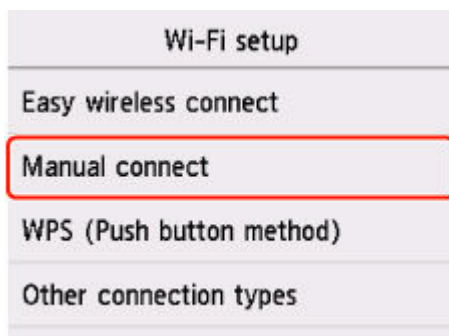 Wi-Fi setup
Easy wireless connect
Manual connect
WPS (Push button method)
Other connection types